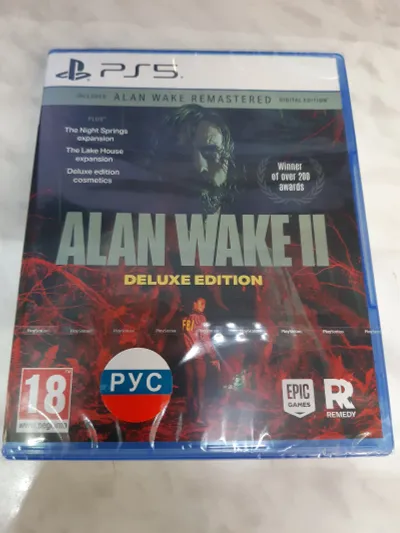 PS5
INCLUDES ALAN WAKE REMASTERED DIGITAL EDITION
PLUS
The Night Springs
expansion
The Lake House
expansion
Deluxe edition
cosmetics
Winner
of over 200
awards
ALAN WAKE II
DELUXE EDITION
FBI
18
РУС
EPIC
GAMES
REMEDY